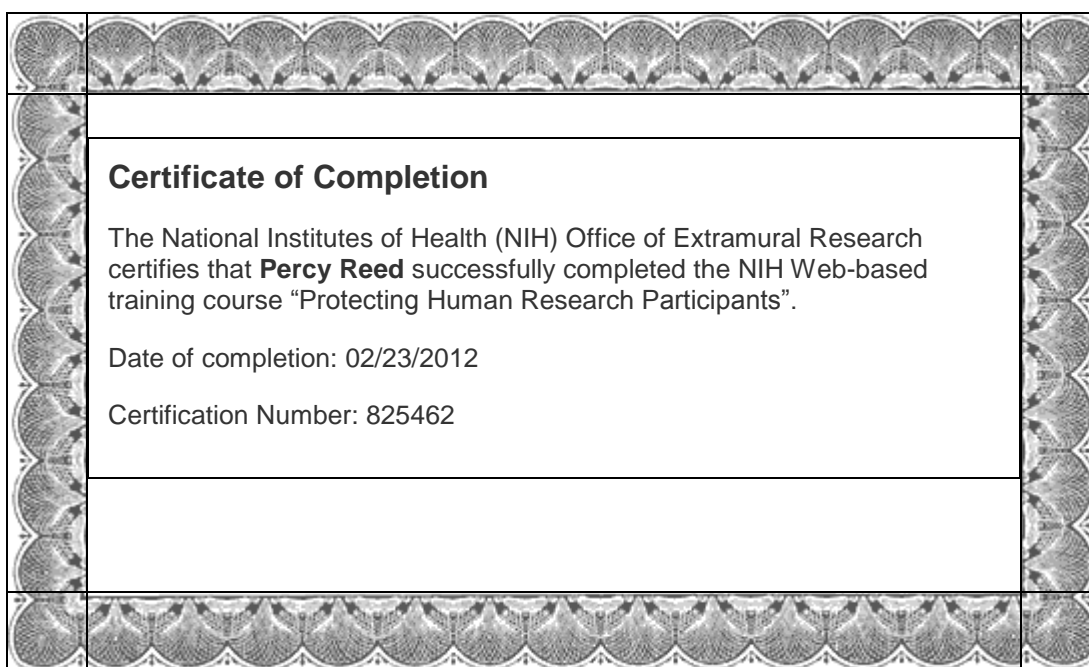 Certificate of Completion
The National Institutes of Health (NIH) Office of Extramural Research
certifies that Percy Reed successfully completed the NIH Web-based
training course “Protecting Human Research Participants”.
Date of completion: 02/23/2012
Certification Number: 825462